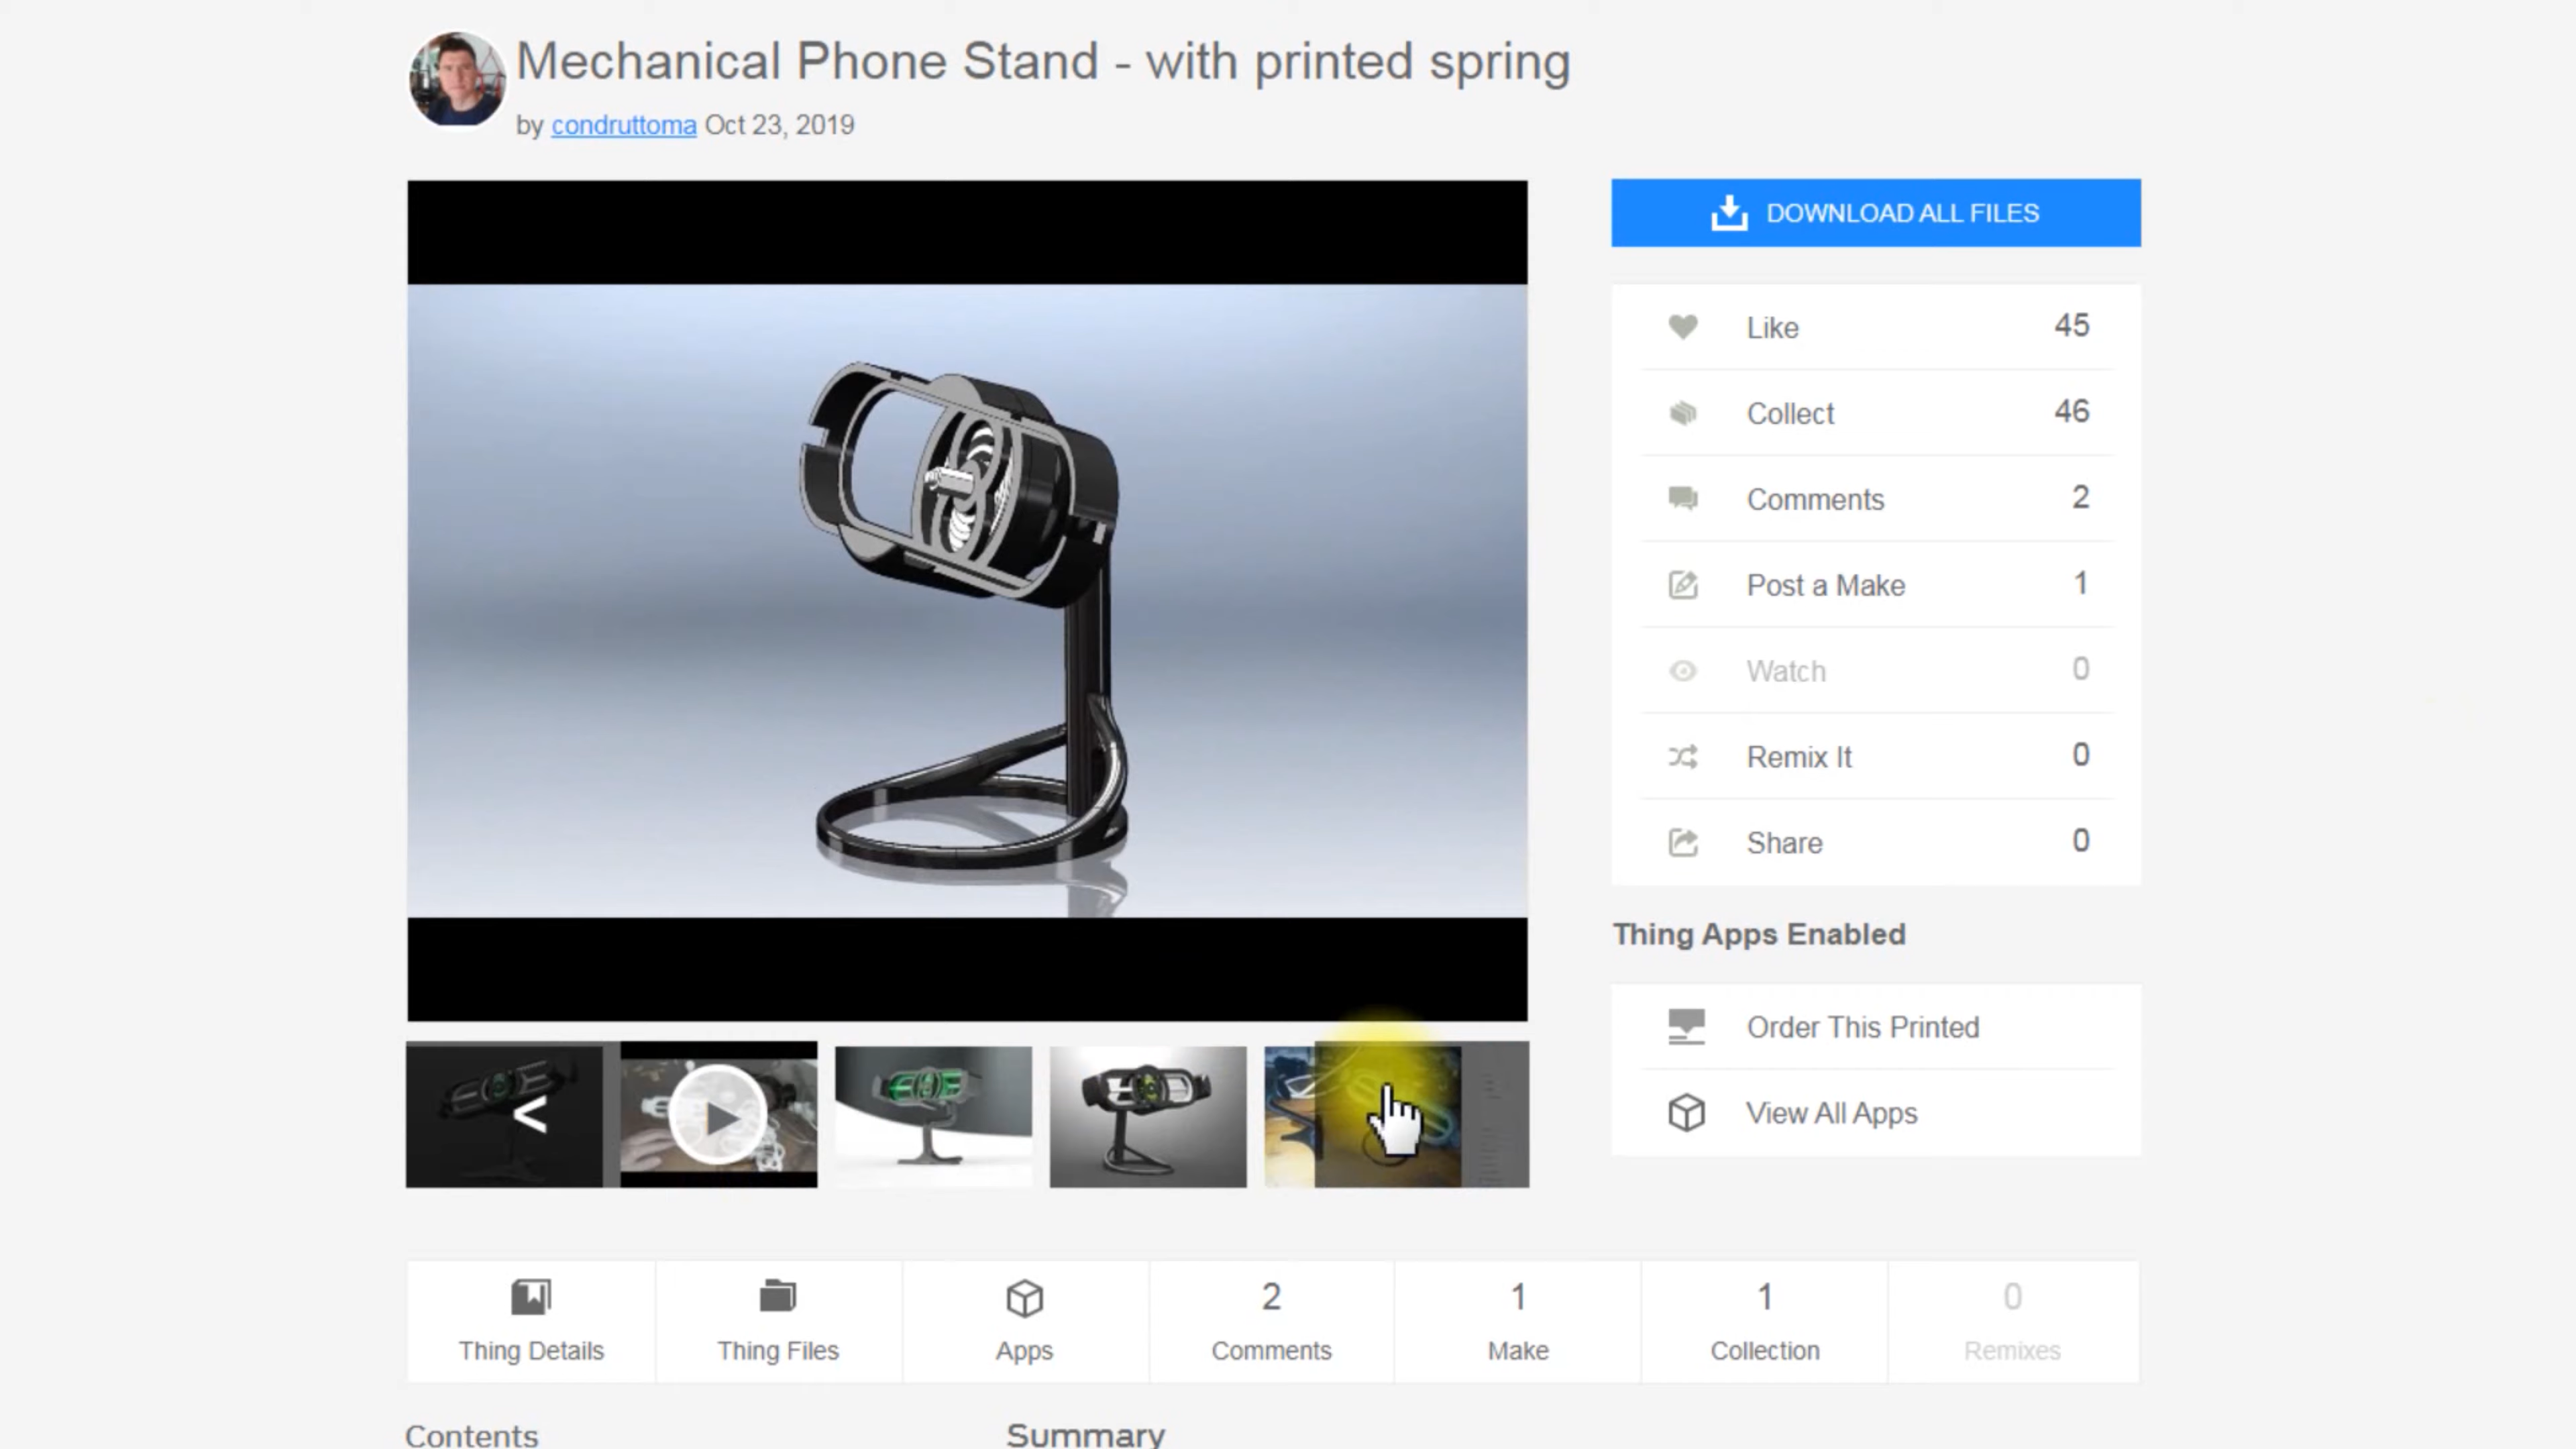 Mechanical Phone Stand - with printed spring
by condruttoma Oct 23, 2019
DOWNLOAD ALL FILES
Like 45
Collect 46
Comments 2
Post a Make 1
Watch 0
Remix It 0
Share 0
Thing Apps Enabled
Order This Printed
View All Apps
<
2 1 1 0
Thing Details Thing Files Apps Comments Make Collection Remixes
Contents Summary